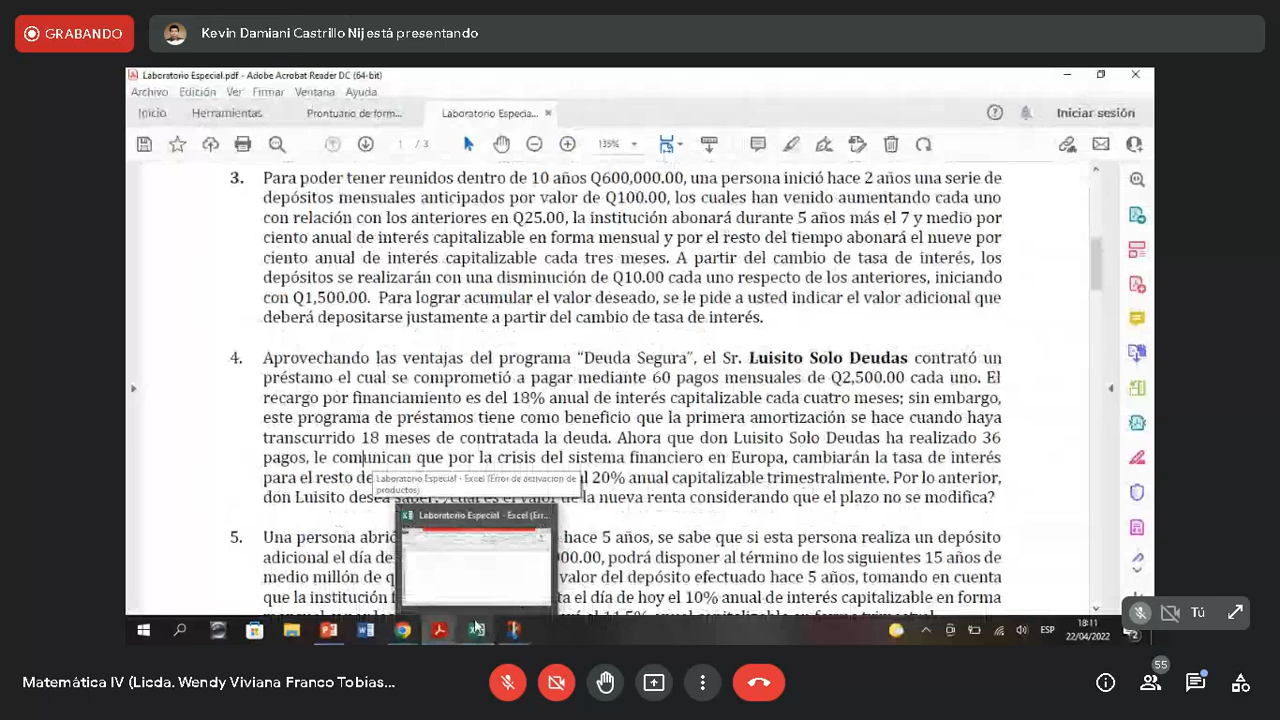 GRABANDO
Kevin Damiani Castrillo Nij está presentando
Laboratorio Especial.pdf - Adobe Acrobat Reader DC (64-bit)
Archivo Edición Ver Firmar Ventana Ayuda
Inicio Herramientas Prontuario de form... Laboratorio Especia... Iniciar sesión
1 / 3 135%
3. Para poder tener reunidos dentro de 10 años Q600,000.00, una persona inició hace 2 años una serie de
depósitos mensuales anticipados por valor de Q100.00, los cuales han venido aumentando cada uno
con relación con los anteriores en Q25.00, la institución abonará durante 5 años más el 7 y medio por
ciento anual de interés capitalizable en forma mensual y por el resto del tiempo abonará el nueve por
ciento anual de interés capitalizable cada tres meses. A partir del cambio de tasa de interés, los
depósitos se realizarán con una disminución de Q10.00 cada uno respecto de los anteriores, iniciando
con Q1,500.00. Para lograr acumular el valor deseado, se le pide a usted indicar el valor adicional que
deberá depositarse justamente a partir del cambio de tasa de interés.
4. Aprovechando las ventajas del programa “Deuda Segura”, el Sr. Luisito Solo Deudas contrató un
préstamo el cual se comprometió a pagar mediante 60 pagos mensuales de Q2,500.00 cada uno. El
recargo por financiamiento es del 18% anual de interés capitalizable cada cuatro meses; sin embargo,
este programa de préstamos tiene como beneficio que la primera amortización se hace cuando haya
transcurrido 18 meses de contratada la deuda. Ahora que don Luisito Solo Deudas ha realizado 36
pagos, le comunican que por la crisis del sistema financiero en Europa, cambiarán la tasa de interés
para el resto de al 20% anual capitalizable trimestralmente. Por lo anterior,
Laboratorio Especial - Excel (Error de activación de
productos)
don Luisito desea saber: ¿cuál es el valor de la nueva renta considerando que el plazo no se modifica?
Laboratorio Especial - Excel (Err...
5. Una persona abrió hace 5 años, se sabe que si esta persona realiza un depósito
adicional el día de 000.00, podrá disponer al término de los siguientes 15 años de
medio millón de q valor del depósito efectuado hace 5 años, tomando en cuenta
que la institución ta el día de hoy el 10% anual de interés capitalizable en forma
Tú
ESP
18:11
22/04/2022
2
55
Matemática IV (Licda. Wendy Viviana Franco Tobias...